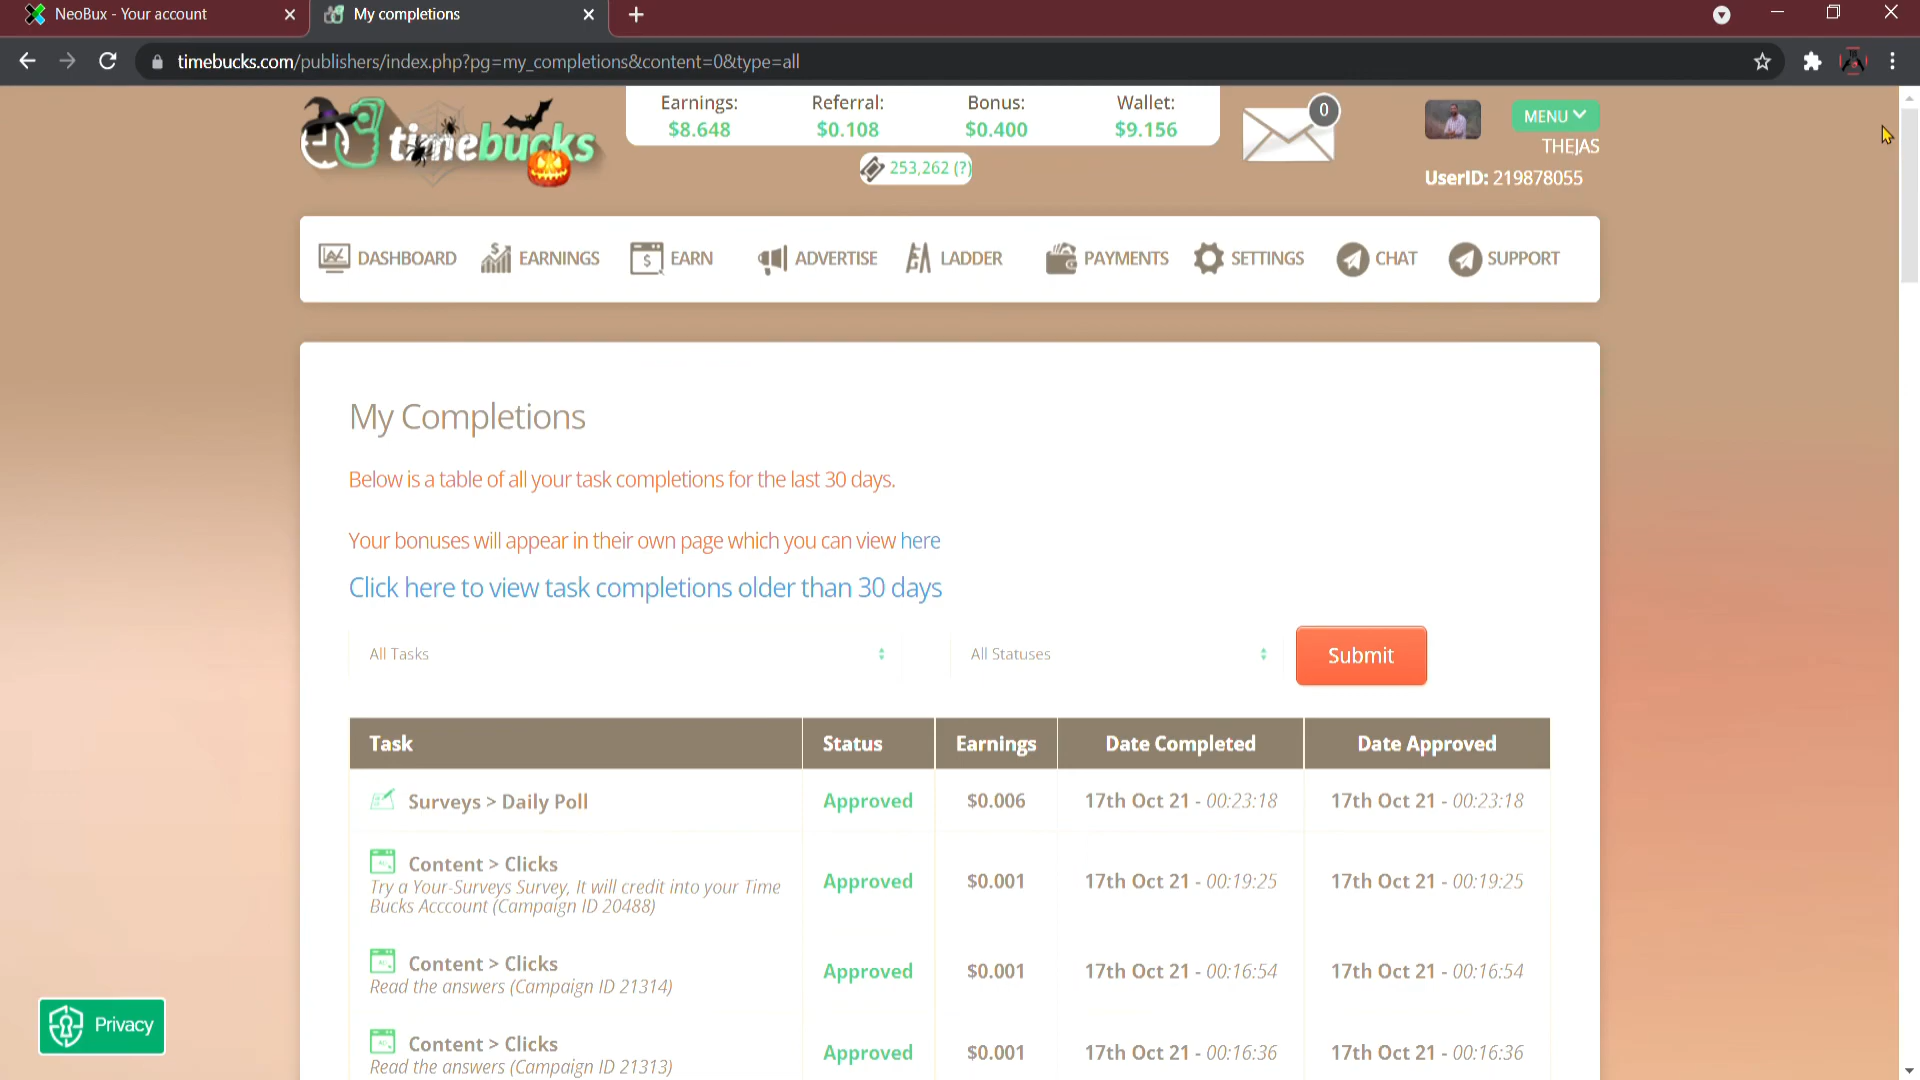 NeoBux - Your account
My completions
timebucks.com/publishers/index.php?pg=my_completions&content=0&type=all
timebucks
Earnings: Referral: Bonus: Wallet:
$8.648 $0.108 $0.400 $9.156
253,262 (?)
0
MENU
THEJAS
UserID: 219878055
DASHBOARD EARNINGS EARN ADVERTISE LADDER PAYMENTS SETTINGS CHAT SUPPORT
My Completions
Below is a table of all your task completions for the last 30 days.
Your bonuses will appear in their own page which you can view here
Click here to view task completions older than 30 days
All Tasks All Statuses Submit
Task Status Earnings Date Completed Date Approved
Surveys > Daily Poll Approved $0.006 17th Oct 21 - 00:23:18 17th Oct 21 - 00:23:18
Content > Clicks
Try a Your-Surveys Survey, It will credit into your Time
Bucks Acccount (Campaign ID 20488)
Approved $0.001 17th Oct 21 - 00:19:25 17th Oct 21 - 00:19:25
Content > Clicks
Read the answers (Campaign ID 21314)
Approved $0.001 17th Oct 21 - 00:16:54 17th Oct 21 - 00:16:54
Content > Clicks
Read the answers (Campaign ID 21313)
Approved $0.001 17th Oct 21 - 00:16:36 17th Oct 21 - 00:16:36
Privacy